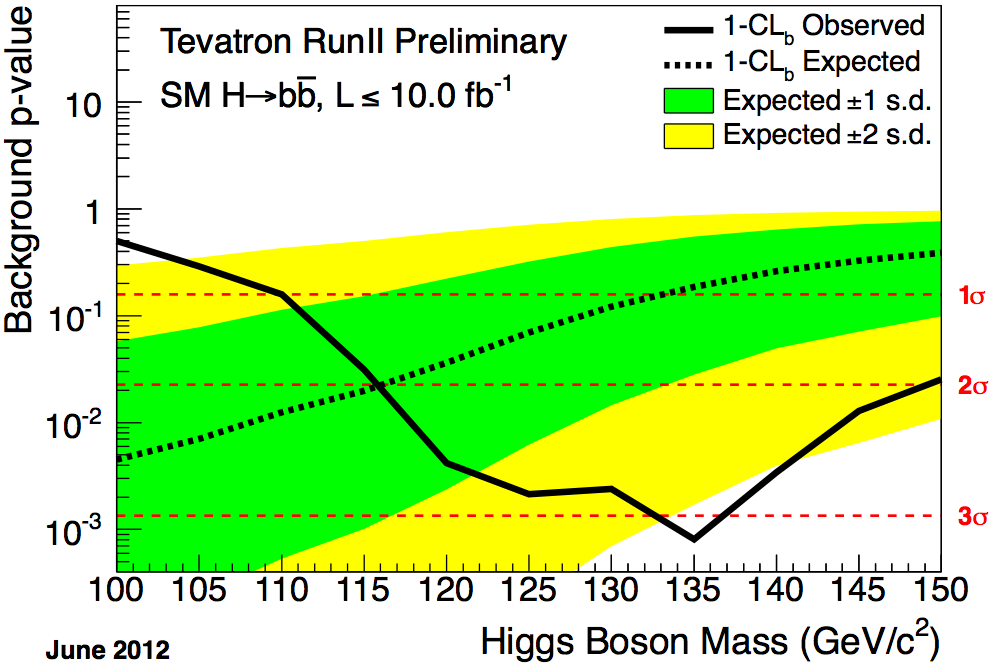 Tevatron RunII Preliminary
SM H→bb̅, L ≤ 10.0 fb⁻¹
1-CLb Observed
1-CLb Expected
Expected ±1 s.d.
Expected ±2 s.d.
Background p-value
10
1
10⁻¹
10⁻²
10⁻³
1σ
2σ
3σ
100 105 110 115 120 125 130 135 140 145 150
Higgs Boson Mass (GeV/c²)
June 2012